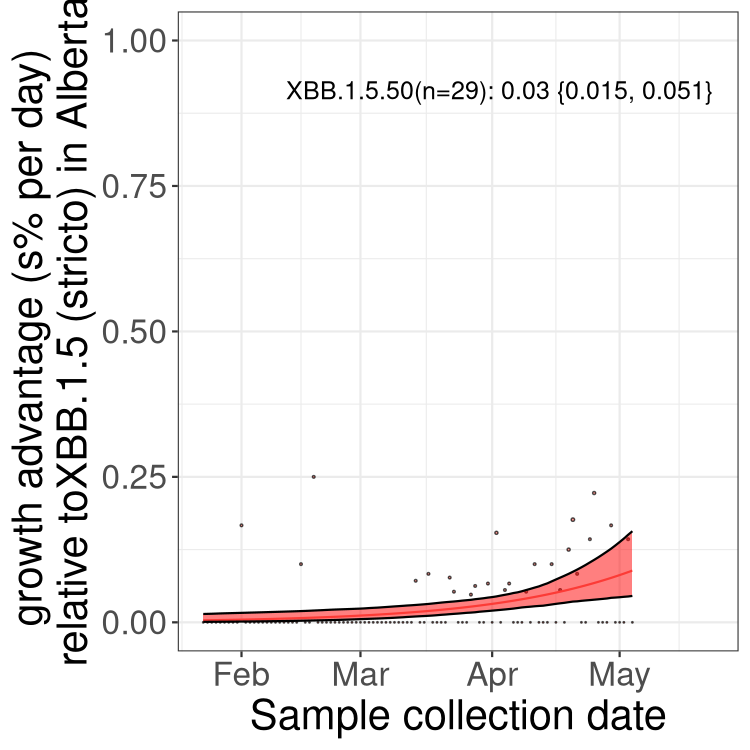 growth advantage (s% per day)
relative toXBB.1.5 (stricto) in Alberta
1.00
0.75
0.50
0.25
0.00
XBB.1.5.50(n=29): 0.03 {0.015, 0.051}
Feb Mar Apr May
Sample collection date